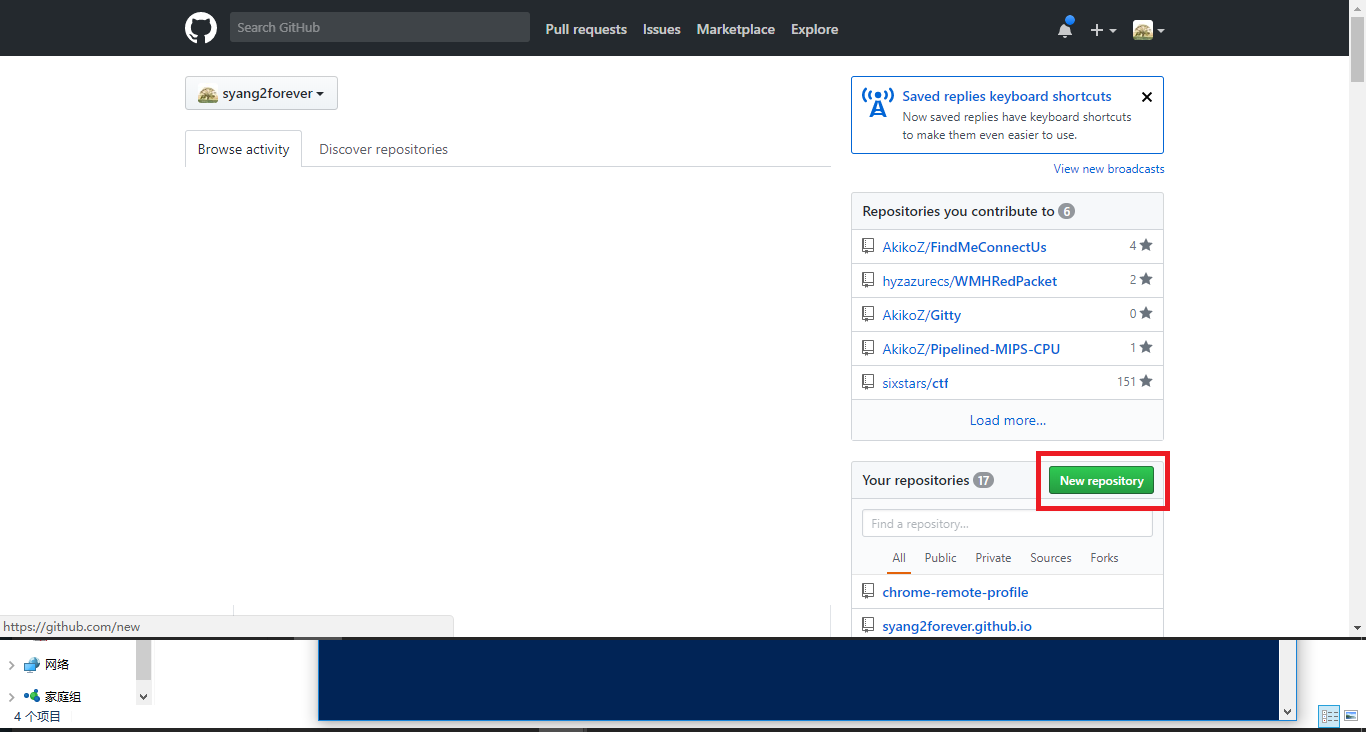 Search GitHub Pull requests Issues Marketplace Explore
syang2forever
Browse activity Discover repositories
Saved replies keyboard shortcuts
Now saved replies have keyboard shortcuts
to make them even easier to use.
View new broadcasts
Repositories you contribute to 6
AkikoZ/FindMeConnectUs 4
hyzazurecs/WMHRedPacket 2
AkikoZ/Gitty 0
AkikoZ/Pipelined-MIPS-CPU 1
sixstars/ctf 151
Load more...
Your repositories 17 New repository
Find a repository...
All Public Private Sources Forks
chrome-remote-profile
syang2forever.github.io
https://github.com/new
网络
家庭组
4 个项目